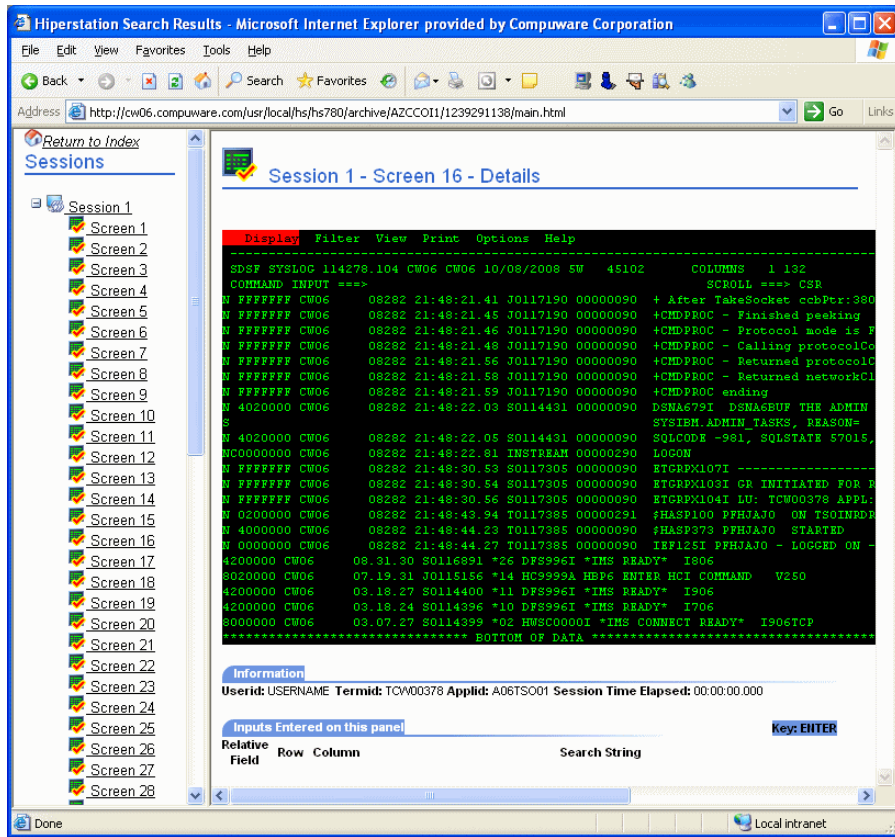 Hiperstation Search Results - Microsoft Internet Explorer provided by Compuware Corporation
File Edit View Favorites Tools Help
Back Search Favorites
Address http://cw06.compuware.com/usr/local/hs/hs780/archive/AZCCOI1/1239291138/main.html Go Links
Return to Index
Sessions
Session 1
Screen 1
Screen 2
Screen 3
Screen 4
Screen 5
Screen 6
Screen 7
Screen 8
Screen 9
Screen 10
Screen 11
Screen 12
Screen 13
Screen 14
Screen 15
Screen 16
Screen 17
Screen 18
Screen 19
Screen 20
Screen 21
Screen 22
Screen 23
Screen 24
Screen 25
Screen 26
Screen 27
Screen 28
Session 1 - Screen 16 - Details
Display Filter View Print Options Help
SDSF SYSLOG 114278.104 CW06 CW06 10/08/2008 5W 45102 COLUMNS 1 132
COMMAND INPUT ===> SCROLL ===> CSR
N FFFFFFF CW06 08282 21:48:21.41 J0117190 00000090 + After TakeSocket ccbPtr:380
N FFFFFFF CW06 08282 21:48:21.45 J0117190 00000090 +CMDPROC - Finished peeking
N FFFFFFF CW06 08282 21:48:21.46 J0117190 00000090 +CMDPROC - Protocol mode is F
N FFFFFFF CW06 08282 21:48:21.48 J0117190 00000090 +CMDPROC - Calling protocolCo
N FFFFFFF CW06 08282 21:48:21.56 J0117190 00000090 +CMDPROC - Returned protocolC
N FFFFFFF CW06 08282 21:48:21.58 J0117190 00000090 +CMDPROC - Returned networkCl
N FFFFFFF CW06 08282 21:48:21.59 J0117190 00000090 +CMDPROC ending
N 4020000 CW06 08282 21:48:22.03 S0114431 00000090 DSNA679I DSNA6BUF THE ADMIN
S SYSIBM.ADMIN_TASKS, REASON=
N 4020000 CW06 08282 21:48:22.05 S0114431 00000090 SQLCODE -981, SQLSTATE 57015,
NC0000000 CW06 08282 21:48:22.81 INSTREAM 00000290 LOGON
N FFFFFFF CW06 08282 21:48:30.53 S0117305 00000090 ETGRPX107I --------------------
N FFFFFFF CW06 08282 21:48:30.54 S0117305 00000090 ETGRPX103I GR INITIATED FOR R
N FFFFFFF CW06 08282 21:48:30.56 S0117305 00000090 ETGRPX104I LU: TCW00378 APPL:
N 0200000 CW06 08282 21:48:43.94 T0117385 00000291 $HASP100 PFHJAJO ON TSOINRDR
N 4000000 CW06 08282 21:48:44.23 T0117385 00000090 $HASP373 PFHJAJO STARTED
N 0000000 CW06 08282 21:48:44.27 T0117385 00000090 IEF125I PFHJAJO - LOGGED ON -
4200000 CW06 08.31.30 S0116891 *26 DFS996I *IMS READY* I806
8020000 CW06 07.19.31 J0115156 *14 HC9999A HBP6 ENTER HCI COMMAND V250
4200000 CW06 03.18.27 S0114400 *11 DFS996I *IMS READY* I906
4200000 CW06 03.18.24 S0114396 *10 DFS996I *IMS READY* I706
8000000 CW06 03.07.27 S0114399 *02 HWSC0000I *IMS CONNECT READY* I906TCP
******************************* BOTTOM OF DATA ***********************************
Information
Userid: USERNAME Termid: TCW00378 Applid: A06TSO01 Session Time Elapsed: 00:00:00.000
Inputs Entered on this panel Key: ENTER
Relative Field Row Column Search String
Done Local intranet